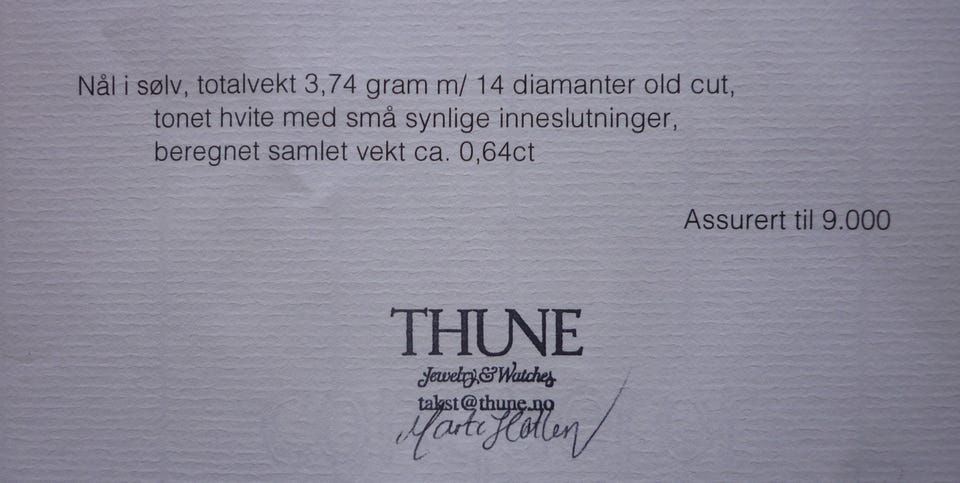 Nål i sølv, totalvekt 3,74 gram m/ 14 diamanter old cut,
tonet hvite med små synlige inneslutninger,
beregnet samlet vekt ca. 0,64ct
Assurert til 9.000
THUNE
Jewelry & Watches
takst@thune.no